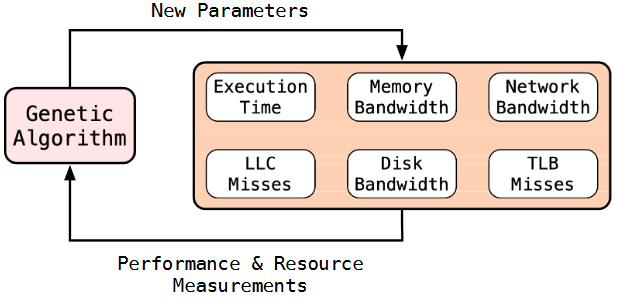 New Parameters
Genetic
Algorithm
Execution
Time
Memory
Bandwidth
Network
Bandwidth
LLC
Misses
Disk
Bandwidth
TLB
Misses
Performance & Resource
Measurements